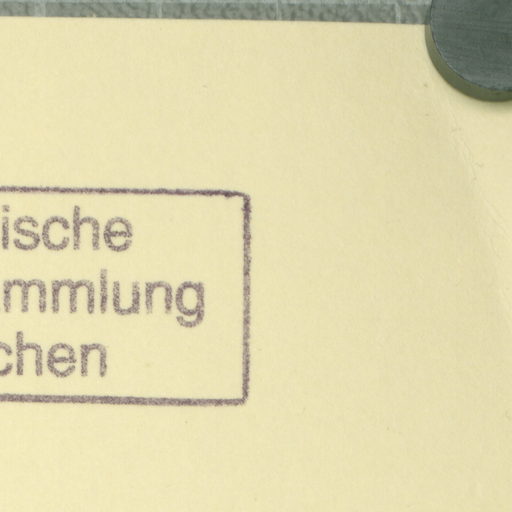 ische
mmlung
chen